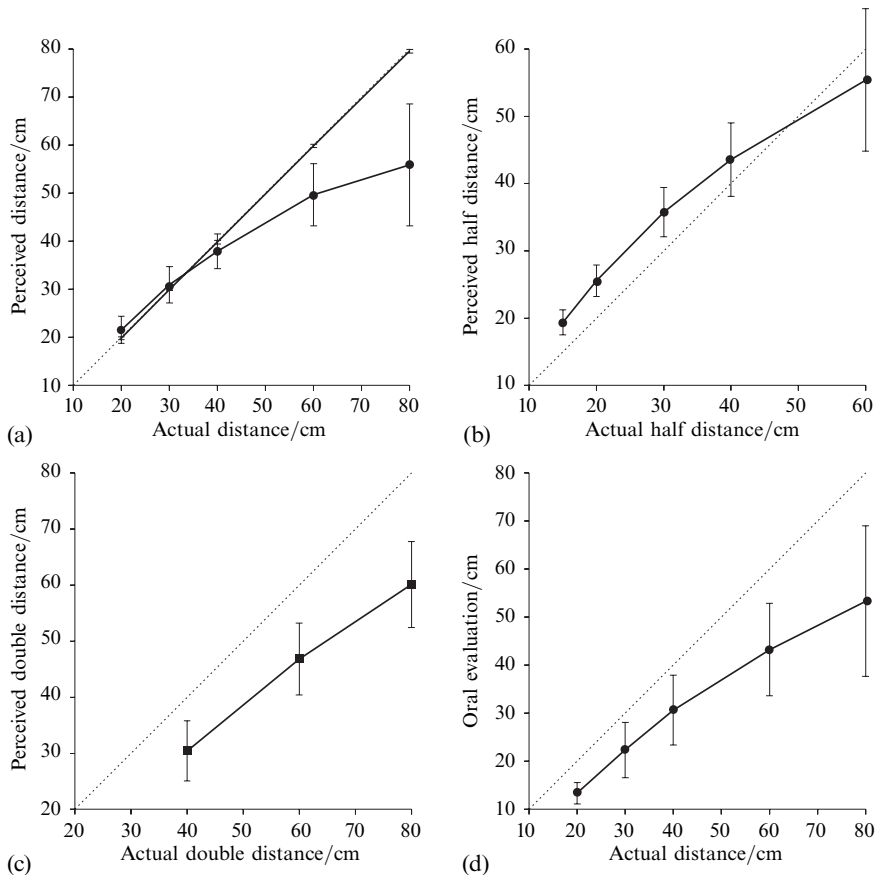 80
70
60
50
40
30
20
10
Perceived distance/cm
10 20 30 40 50 60 70 80
Actual distance/cm
(a)
60
50
40
30
20
10
Perceived half distance/cm
10 20 30 40 50 60
Actual half distance/cm
(b)
80
70
60
50
40
30
20
Perceived double distance/cm
20 30 40 50 60 70 80
Actual double distance/cm
(c)
80
70
60
50
40
30
20
10
Oral evaluation/cm
10 20 30 40 50 60 70 80
Actual distance/cm
(d)